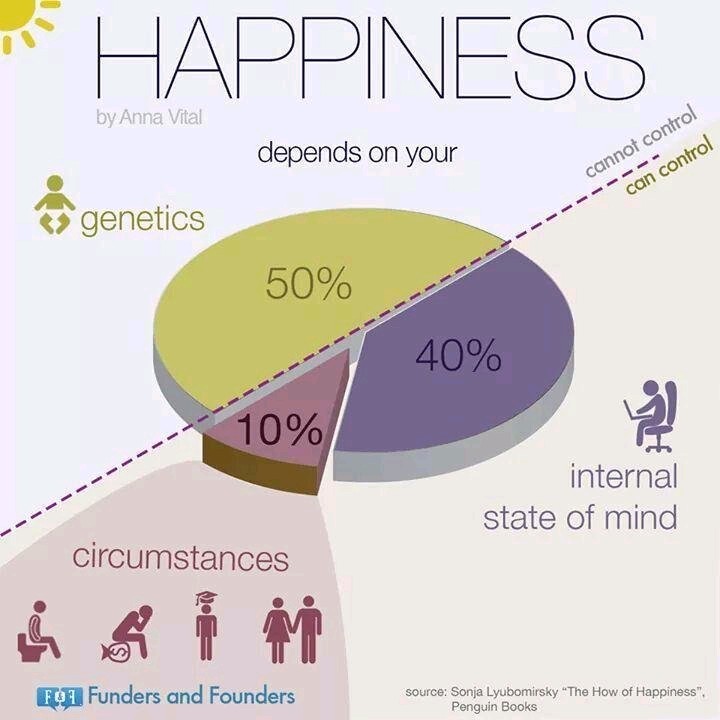 HAPPINESS
by Anna Vital
depends on your
cannot control
can control
genetics
50%
40%
10%
internal
state of mind
circumstances
$
F&F Funders and Founders
source: Sonja Lyubomirsky “The How of Happiness”,
Penguin Books